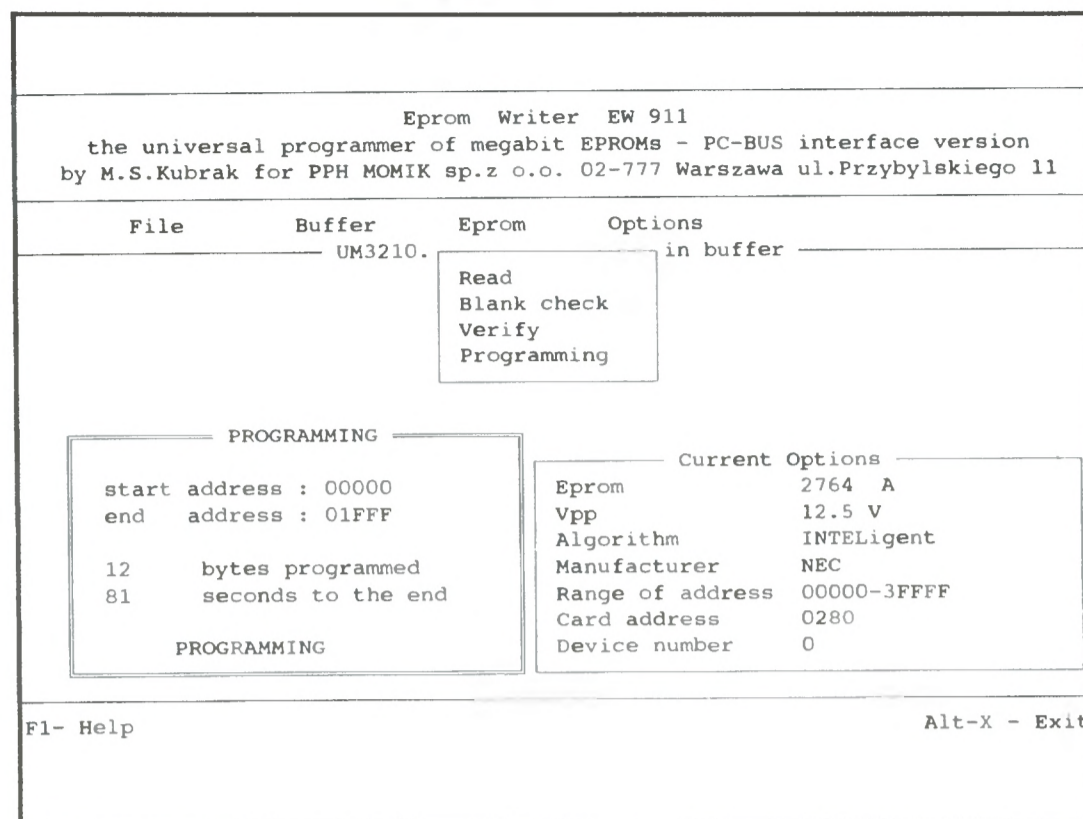 Eprom Writer EW 911
the universal programmer of megabit EPROMs - PC-BUS interface version
by M.S.Kubrak for PPH MOMIK sp.z o.o. 02-777 Warszawa ul.Przybylskiego 11
File Buffer Eprom Options
UM3210. in buffer
Read
Blank check
Verify
Programming
PROGRAMMING
start address : 00000
end address : 01FFF
12 bytes programmed
81 seconds to the end
PROGRAMMING
Current Options
Eprom 2764 A
Vpp 12.5 V
Algorithm INTELigent
Manufacturer NEC
Range of address 00000-3FFFF
Card address 0280
Device number 0
F1- Help Alt-X - Exit